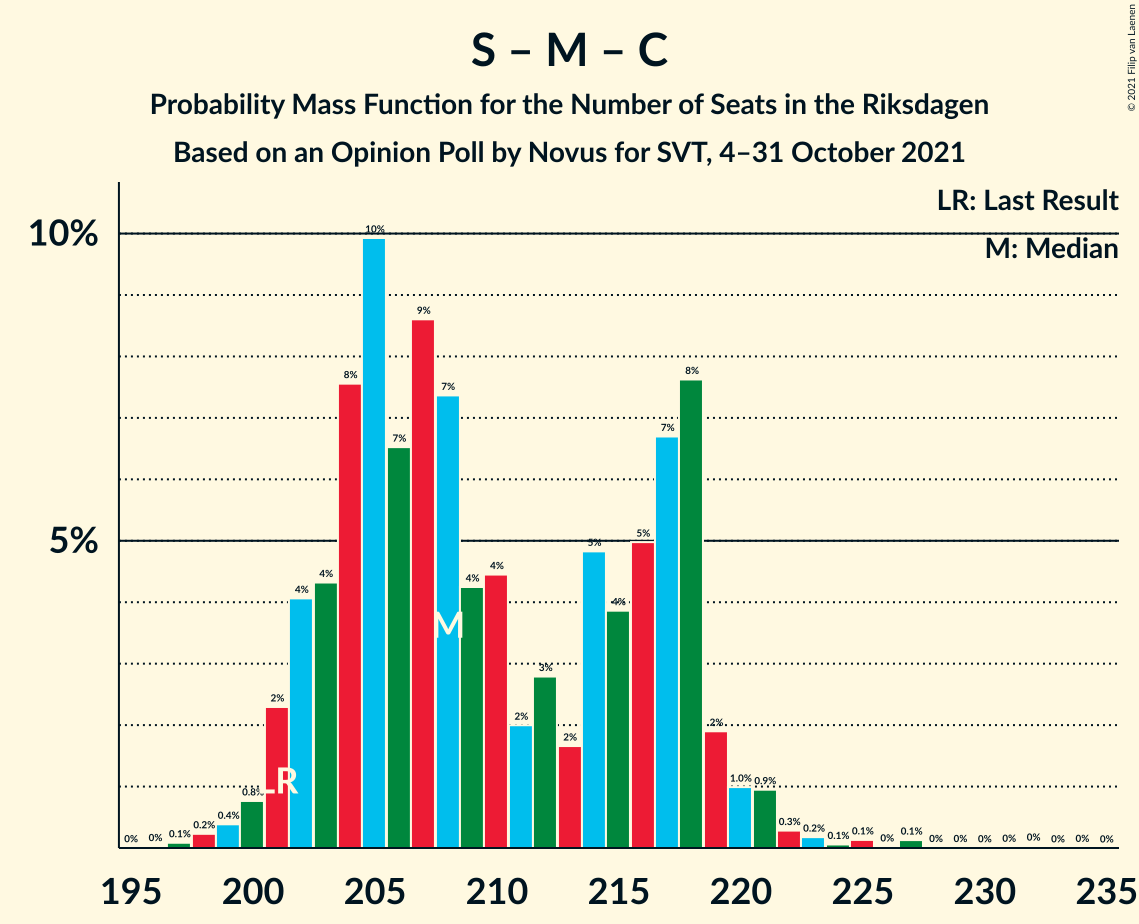 S – M – C
Probability Mass Function for the Number of Seats in the Riksdagen
Based on an Opinion Poll by Novus for SVT, 4–31 October 2021
© 2021 Filip van Laenen
LR: Last Result
M: Median
10%
5%
0% 0% 0.1% 0.2% 0.4% 0.8% 2% 4% 4% 8% 10% 7% 9% 7% 4% 4% 2% 3% 2% 5% 4% 5% 7% 8% 2% 1.0% 0.9% 0.3% 0.2% 0.1% 0.1% 0% 0.1% 0% 0% 0% 0% 0% 0% 0% 0%
LR
M
195 200 205 210 215 220 225 230 235